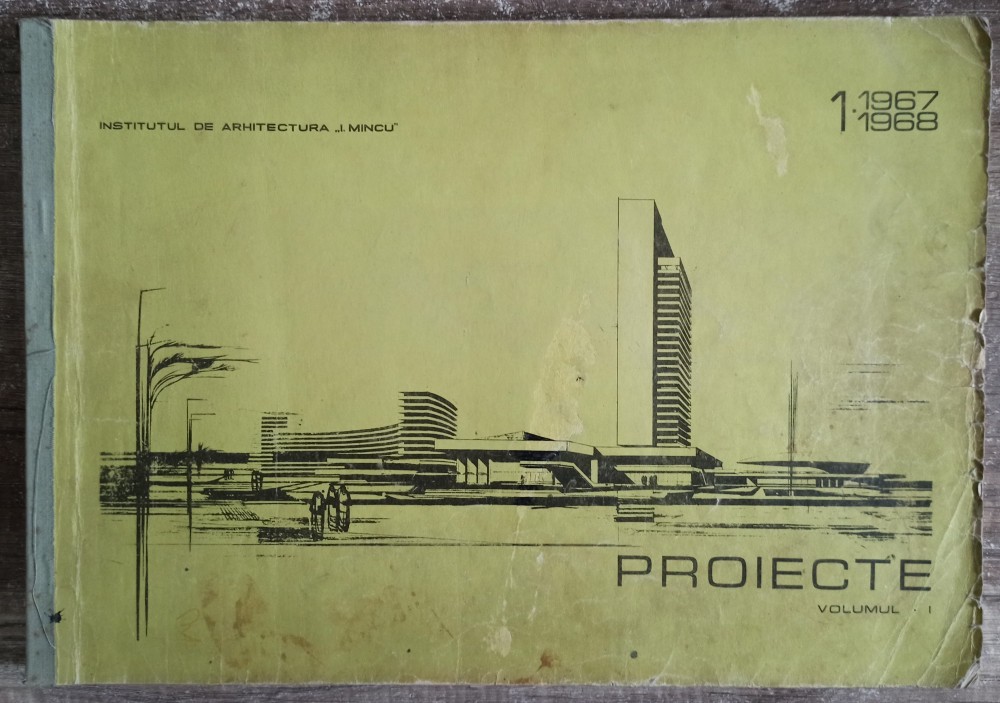 INSTITUTUL DE ARHITECTURA „I. MINCU"
1·1967
1968
PROIECTE
VOLUMUL · I